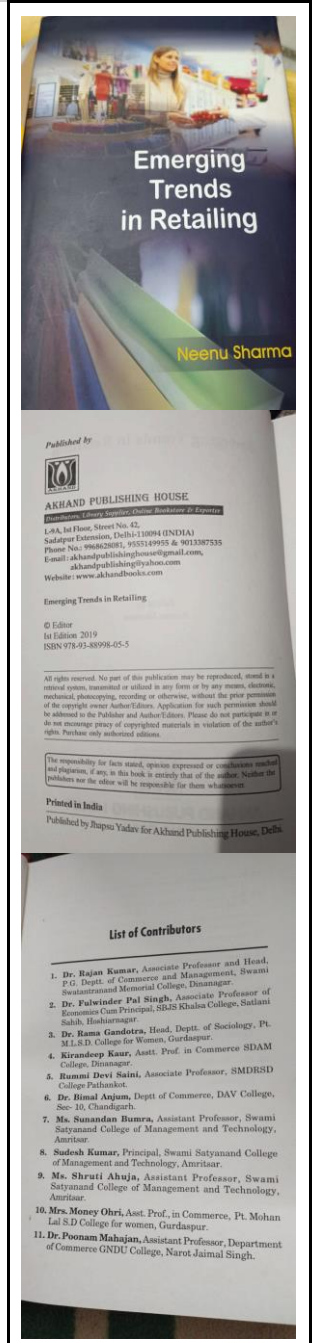 Emerging
Trends
in Retailing
Neenu Sharma
Published by
AKHAND
AKHAND PUBLISHING HOUSE
Distributors, Library Supplier, Online Bookstore & Exporter
L-9A, Ist Floor, Street No. 42,
Sadatpur Extension, Delhi-110094 (INDIA)
Phone No.: 9968628081, 9555149955 & 9013387535
E-mail: akhandpublishinghouse@gmail.com,
akhandpublishing@yahoo.com
Website: www.akhandbooks.com
Emerging Trends in Retailing
© Editor
Ist Edition 2019
ISBN 978-93-88998-05-5
All rights reserved. No part of this publication may be reproduced, stored in a
retrieval system, transmitted or utilized in any form or by any means, electronic,
mechanical, photocopying, recording or otherwise, without the prior permission
of the copyright owner Author/Editors. Application for such permission should
be addressed to the Publisher and Author/Editors. Please do not participate in or
do not encourage piracy of copyrighted materials in violation of the author's
rights. Purchase only authorized editions.
The responsibility for facts stated, opinion expressed or conclusions reached
and plagiarism, if any, in this book is entirely that of the author. Neither the
publishers nor the editor will be responsible for them whatsoever.
Printed in India
Published by Jhapsu Yadav for Akhand Publishing House, Delhi.
List of Contributors
1. Dr. Rajan Kumar, Associate Professor and Head,
P.G. Deptt. of Commerce and Management, Swami
Swatantranand Memorial College, Dinanagar.
2. Dr. Fulwinder Pal Singh, Associate Professor of
Economics Cum Principal, SBJS Khalsa College, Satlani
Sahib, Hoshiarnagar.
3. Dr. Rama Gandotra, Head, Deptt. of Sociology, Pt.
M.L.S.D. College for Women, Gurdaspur.
4. Kirandeep Kaur, Asstt. Prof. in Commerce SDAM
College, Dinanagar.
5. Rummi Devi Saini, Associate Professor, SMDRSD
College Pathankot.
6. Dr. Bimal Anjum, Deptt of Commerce, DAV College,
Sec- 10, Chandigarh.
7. Ms. Sunandan Bumra, Assistant Professor, Swami
Satyanand College of Management and Technology,
Amritsar.
8. Sudesh Kumar, Principal, Swami Satyanand College
of Management and Technology, Amritsar.
9. Ms. Shruti Ahuja, Assistant Professor, Swami
Satyanand College of Management and Technology,
Amritsar.
10. Mrs. Money Ohri, Asst. Prof., in Commerce, Pt. Mohan
Lal S.D College for women, Gurdaspur.
11. Dr. Poonam Mahajan, Assistant Professor, Department
of Commerce GNDU College, Narot Jaimal Singh.